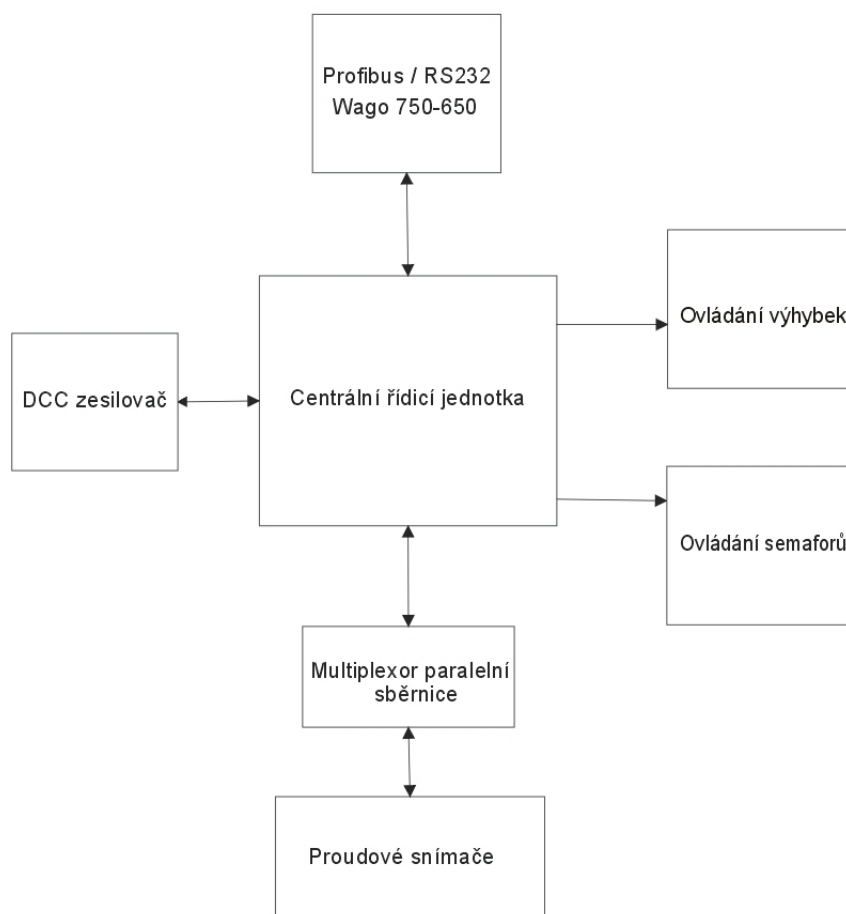 Profibus / RS232
Wago 750-650
Ovládání výhybek
DCC zesilovač
Centrální řídicí jednotka
Ovládání semaforů
Multiplexor paralelní
sběrnice
Proudové snímače